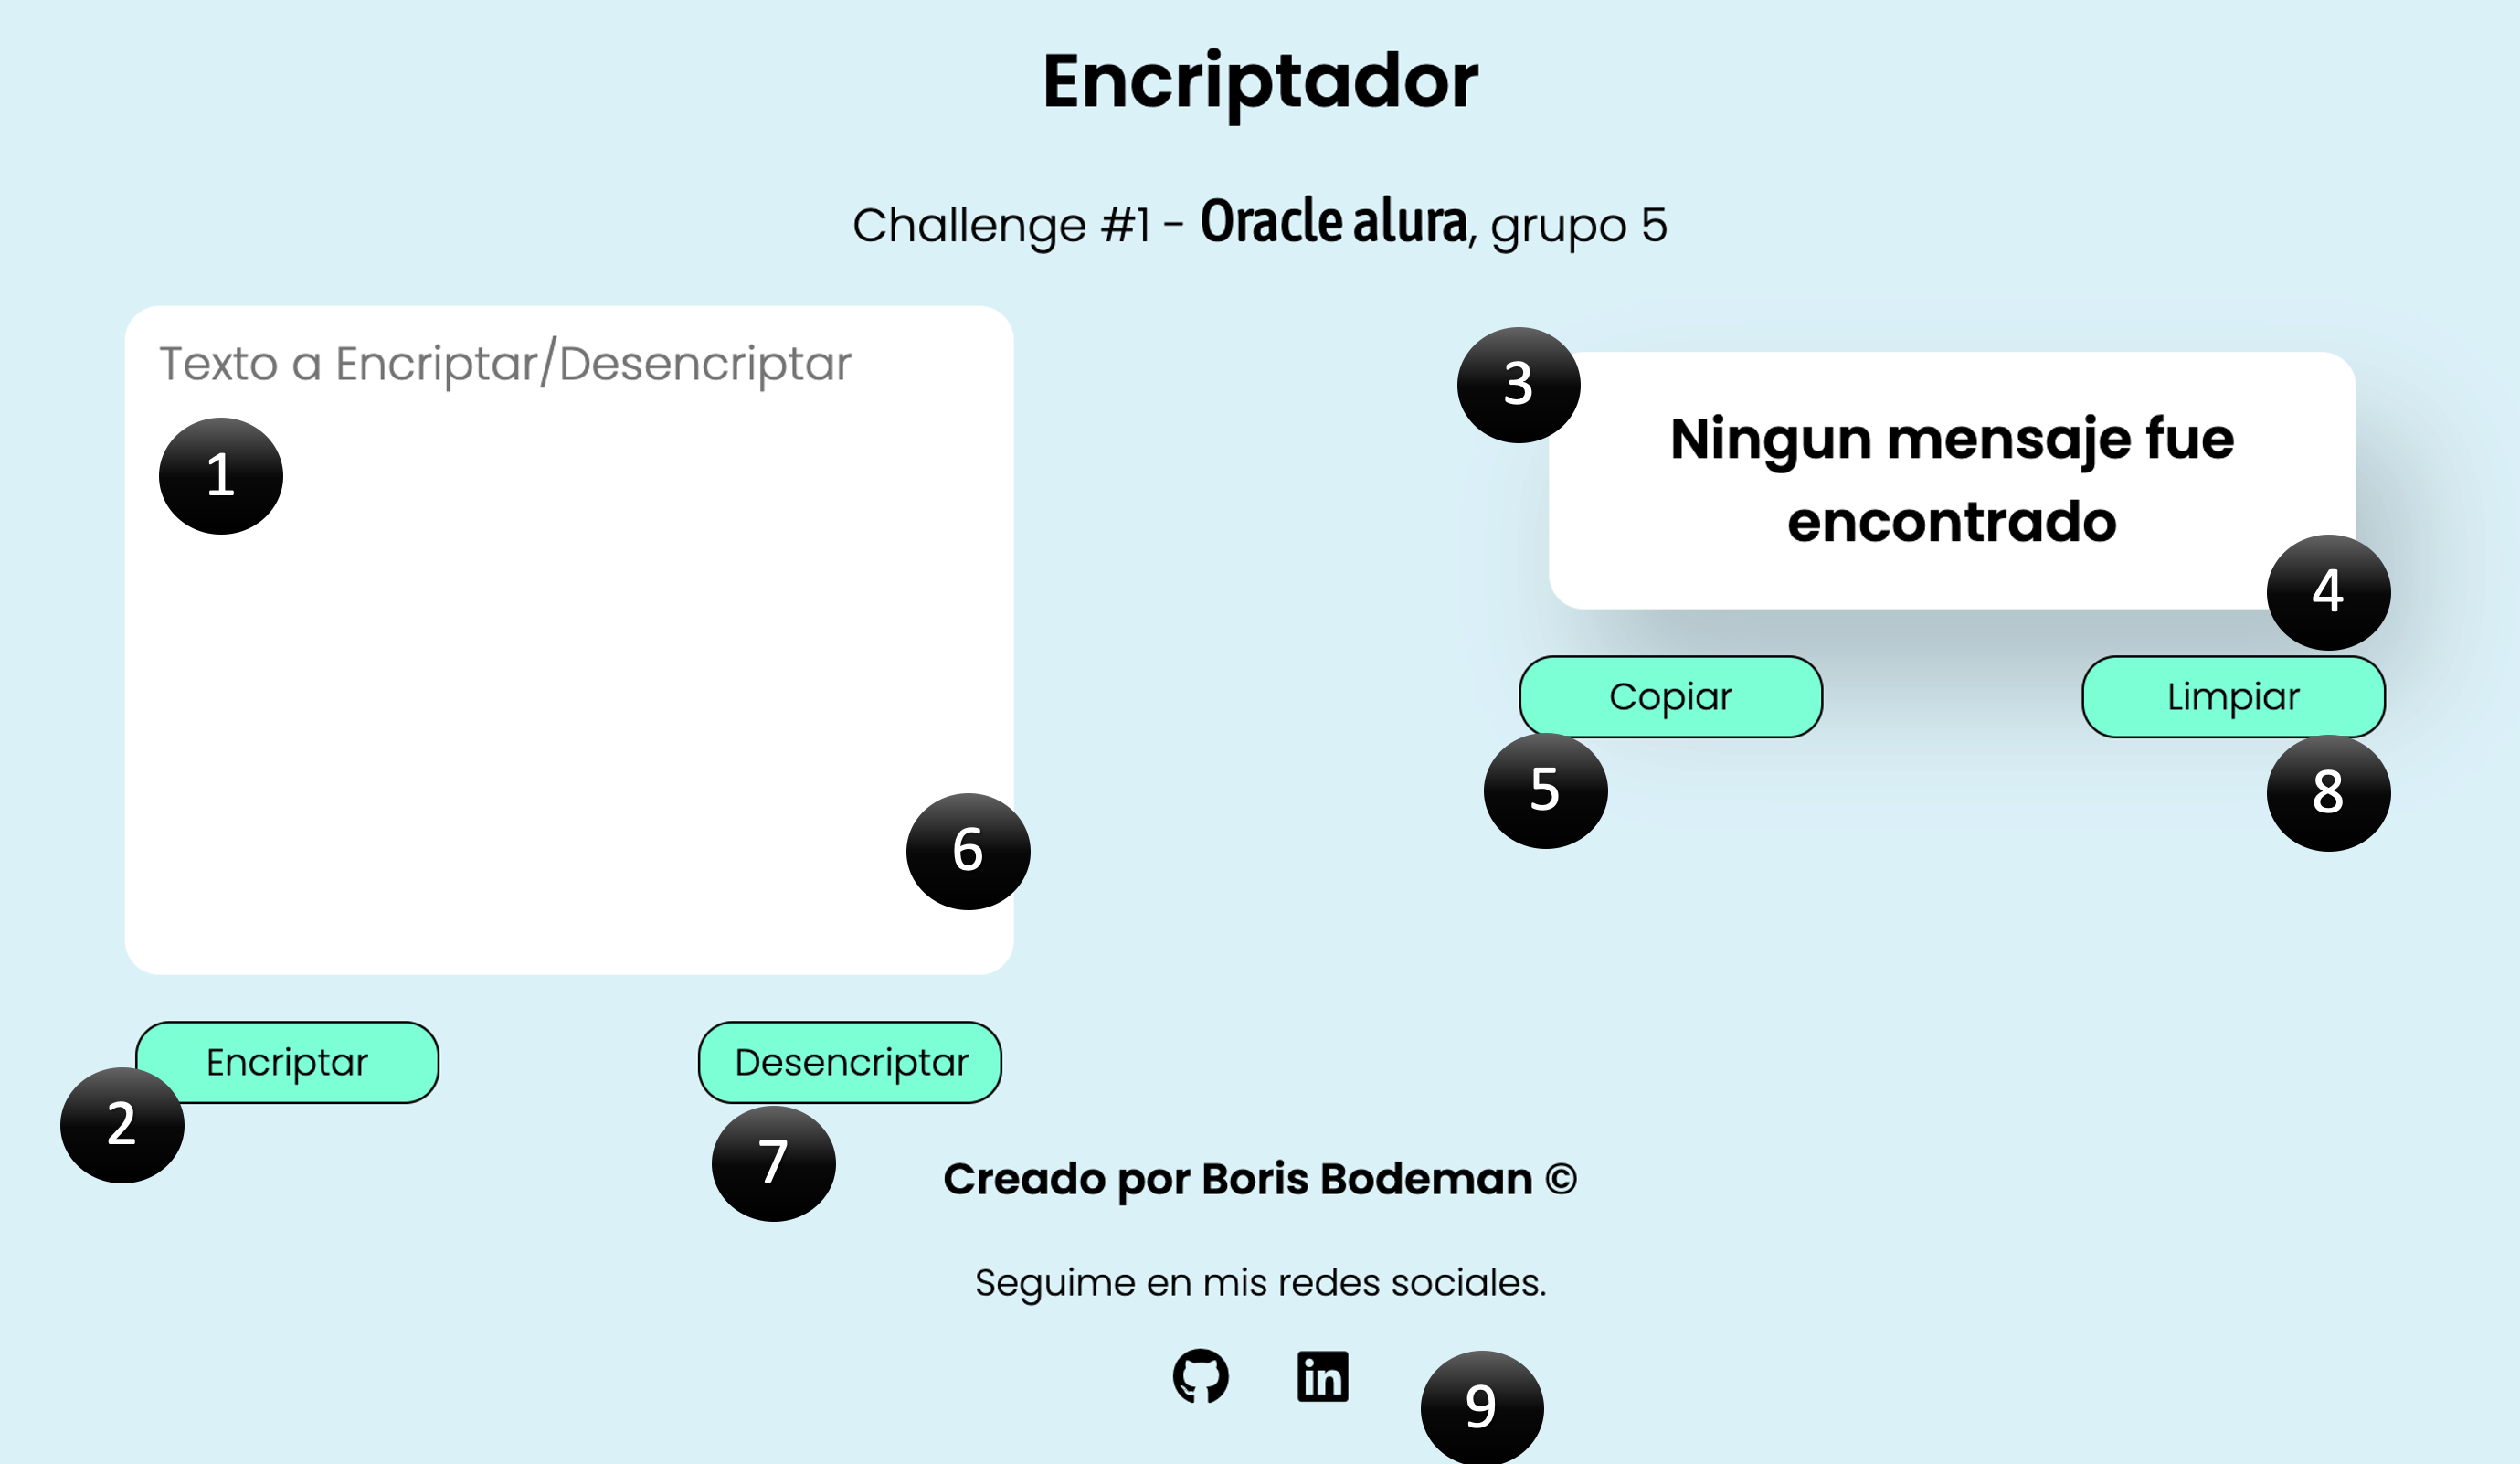 Encriptador
Challenge #1 - Oracle alura, grupo 5
Texto a Encriptar/Desencriptar
1
6
Encriptar
Desencriptar
2
7
3
Ningun mensaje fue
encontrado
4
Copiar
Limpiar
5
8
Creado por Boris Bodeman ©
Seguime en mis redes sociales.
in
9